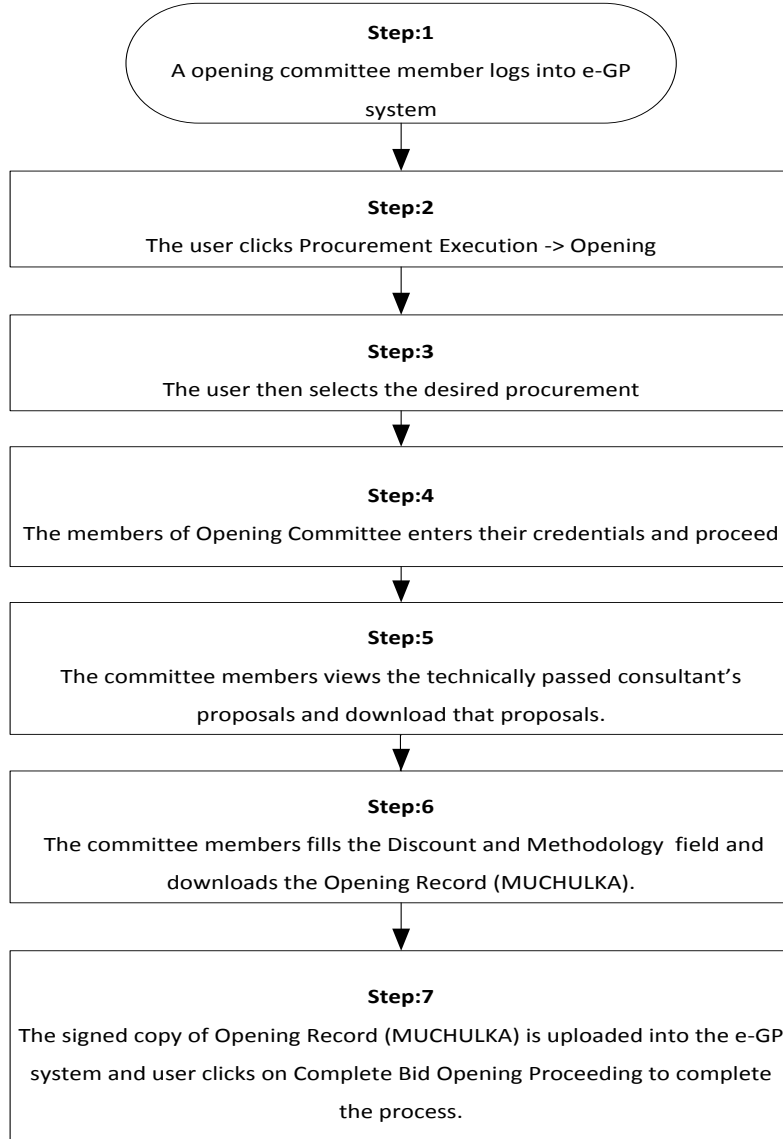 Step:1
A opening committee member logs into e-GP
system
Step:2
The user clicks Procurement Execution -> Opening
Step:3
The user then selects the desired procurement
Step:4
The members of Opening Committee enters their credentials and proceed
Step:5
The committee members views the technically passed consultant’s
proposals and download that proposals.
Step:6
The committee members fills the Discount and Methodology  field and
downloads the Opening Record (MUCHULKA).
Step:7
The signed copy of Opening Record (MUCHULKA) is uploaded into the e-GP
system and user clicks on Complete Bid Opening Proceeding to complete
the process.